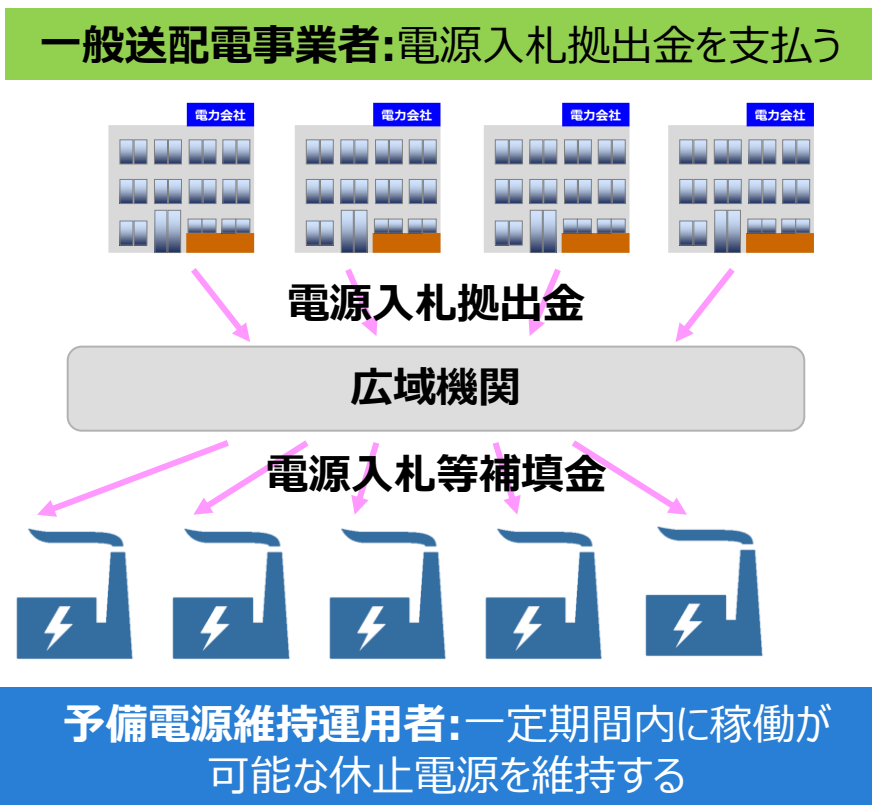 一般送配電事業者:電源入札拠出金を支払う
電力会社 電力会社 電力会社 電力会社
電源入札拠出金
広域機関
電源入札等補填金
予備電源維持運用者:一定期間内に稼働が
可能な休止電源を維持する